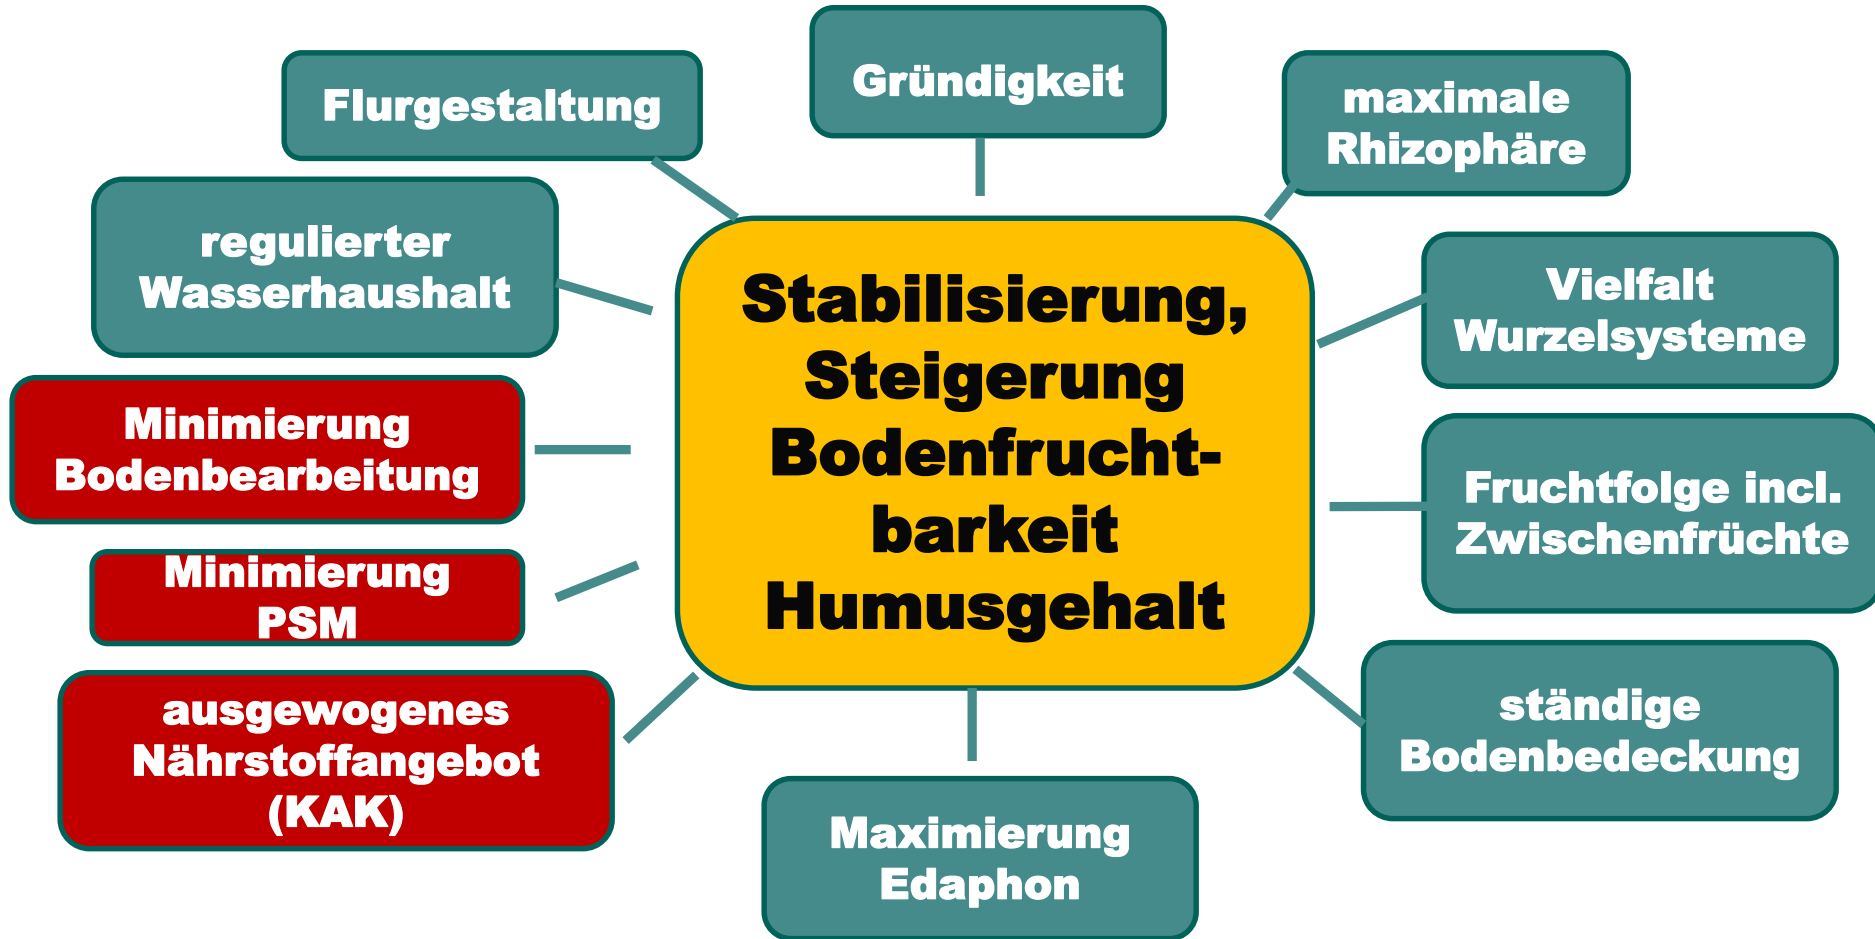 Gründigkeit
Flurgestaltung
maximale
Rhizophäre
regulierter
Wasserhaushalt
Stabilisierung,
Steigerung
Bodenfrucht-
barkeit
Humusgehalt
Vielfalt
Wurzelsysteme
Minimierung
Bodenbearbeitung
Fruchtfolge incl.
Zwischenfrüchte
Minimierung
PSM
ausgewogenes
Nährstoffangebot
(KAK)
ständige
Bodenbedeckung
Maximierung
Edaphon